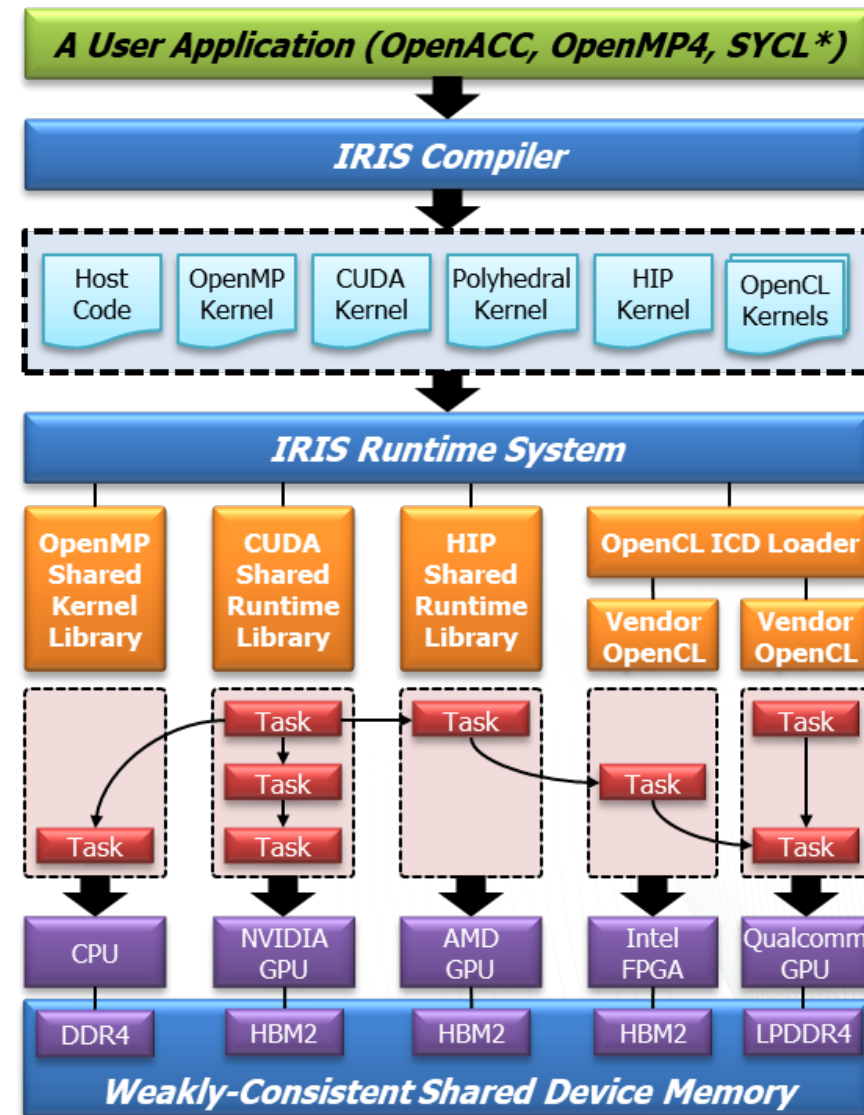 A User Application (OpenACC, OpenMP4, SYCL*)
IRIS Compiler
Host
Code
OpenMP
Kernel
CUDA
Kernel
Polyhedral
Kernel
HIP
Kernel
OpenCL
Kernels
IRIS Runtime System
OpenMP
Shared
Kernel
Library
CUDA
Shared
Runtime
Library
HIP
Shared
Runtime
Library
OpenCL ICD Loader
Vendor
OpenCL
Vendor
OpenCL
Task
Task
Task
Task
Task
Task
Task
Task
CPU
NVIDIA
GPU
AMD
GPU
Intel
FPGA
Qualcomm
GPU
DDR4
HBM2
HBM2
HBM2
LPDDR4
Weakly-Consistent Shared Device Memory